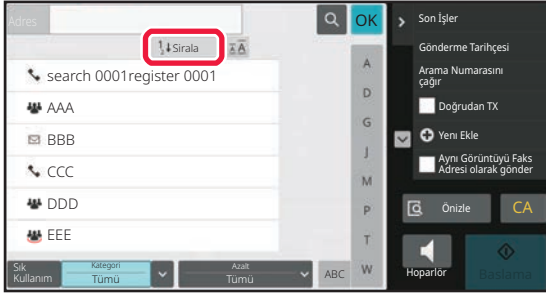 Adres
OK
Sırala
A A
search 0001register 0001
AAA
BBB
CCC
DDD
EEE
A
D
G
J
M
P
T
W
Sık
Kullanım
Kategori
Tümü
Azalt
Tümü
ABC
Son İşler
Gönderme Tarihçesi
Arama Numarasını
çağır
Doğrudan TX
Yeni Ekle
Aynı Görüntüyü Faks
Adresi olarak gönder
Önizle
CA
Hoparlör
Başlama